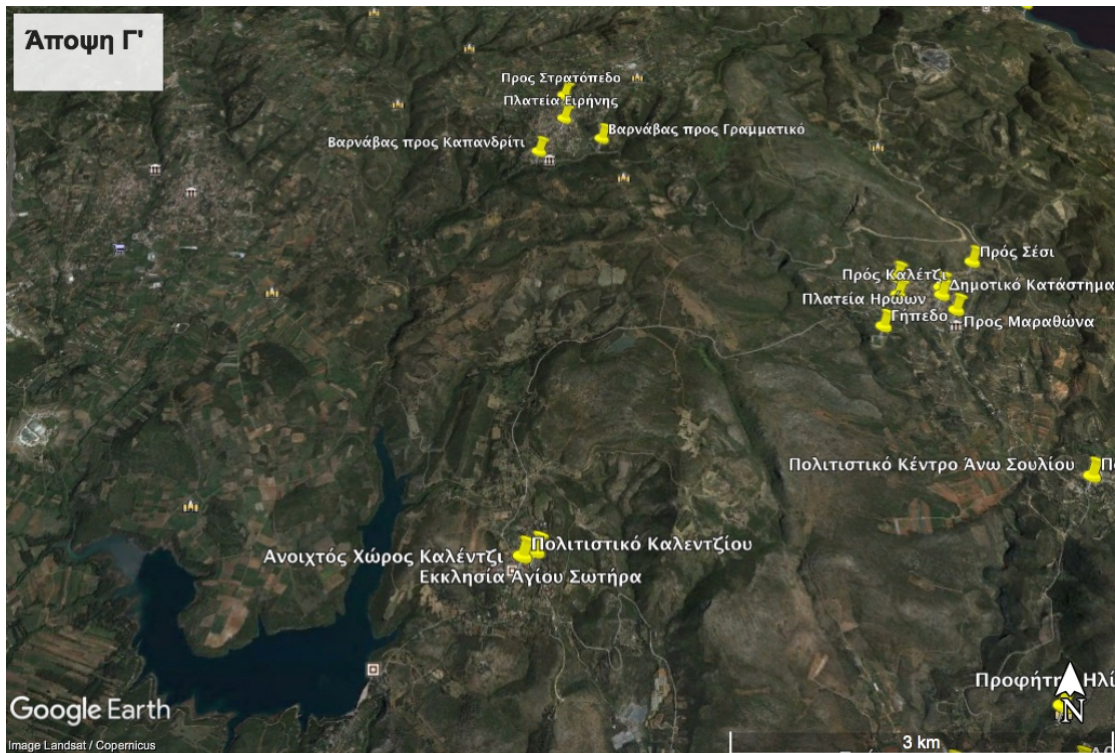 Άποψη Γ'
Προς Στρατόπεδο
Πλατεία Ειρήνης
Βαρνάβας προς Γραμματικό
Βαρνάβας προς Καπανδρίτι
Πρός Σέσι
Πρός Καλέτζι
Δημοτικό Κατάστημα
Πλατεία Ηρώων
Γήπεδο
Προς Μαραθώνα
Πολιτιστικό Κέντρο Άνω Σουλίου
Πολιτιστικό Καλεντζίου
Ανοιχτός Χώρος Καλέντζι
Εκκλησία Αγίου Σωτήρα
Προφήτη
N
Google Earth
Image Landsat / Copernicus
3 km